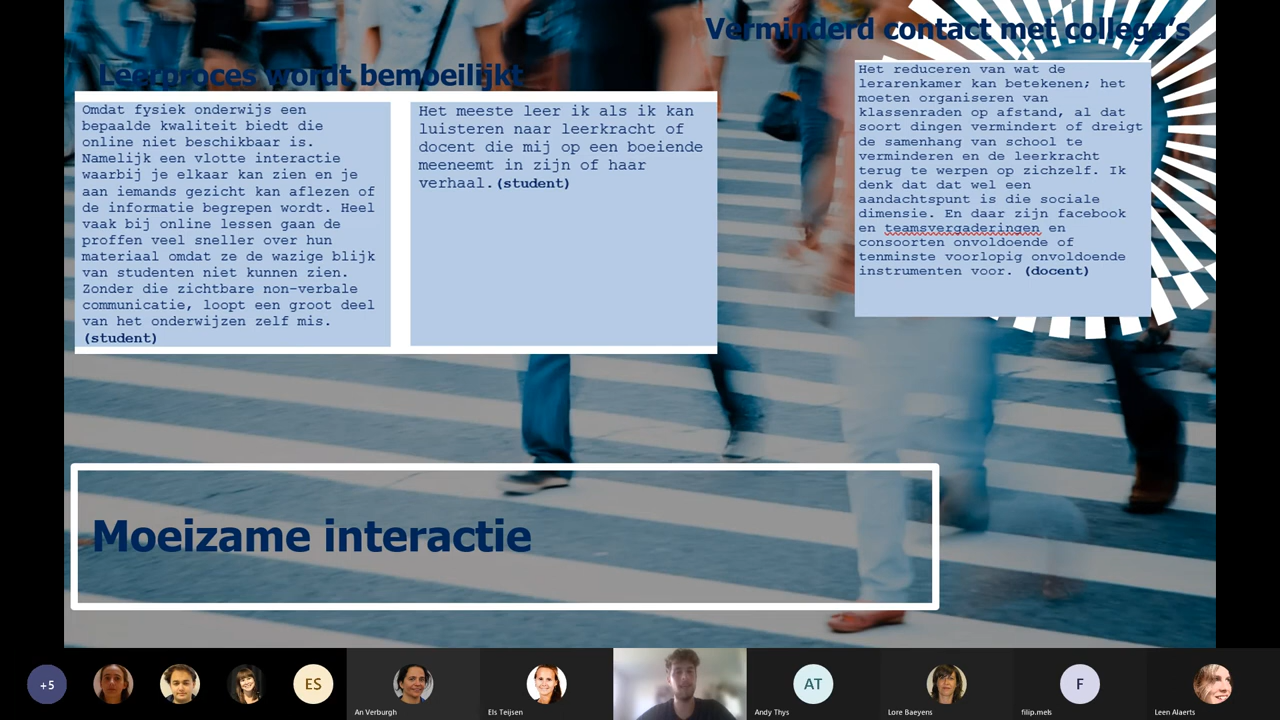 Verminderd contact met collega's
Leerproces wordt bemoeilijkt
Omdat fysiek onderwijs een
bepaalde kwaliteit biedt die
online niet beschikbaar is.
Namelijk een vlotte interactie
waarbij je elkaar kan zien en je
aan iemands gezicht kan aflezen of
de informatie begrepen wordt. Heel
vaak bij online lessen gaan de
proffen veel sneller over hun
materiaal omdat ze de wazige blijk
van studenten niet kunnen zien.
Zonder die zichtbare non-verbale
communicatie, loopt een groot deel
van het onderwijzen zelf mis.
(student)
Het meeste leer ik als ik kan
luisteren naar leerkracht of
docent die mij op een boeiende
meeneemt in zijn of haar
verhaal.(student)
Het reduceren van wat de
lerarenkamer kan betekenen; het
moeten organiseren van
klassenraden op afstand, al dat
soort dingen vermindert of dreigt
de samenhang van school te
verminderen en de leerkracht
terug te werpen op zichzelf. Ik
denk dat dat wel een
aandachtspunt is die sociale
dimensie. En daar zijn facebook
en teamsvergaderingen en
consoorten onvoldoende of
tenminste voorlopig onvoldoende
instrumenten voor. (docent)
Moeizame interactie
+5
ES
An Verburgh
Els Teijsen
AT
Andy Thys
Lore Baeyens
F
filip.mels
Leen Alaerts